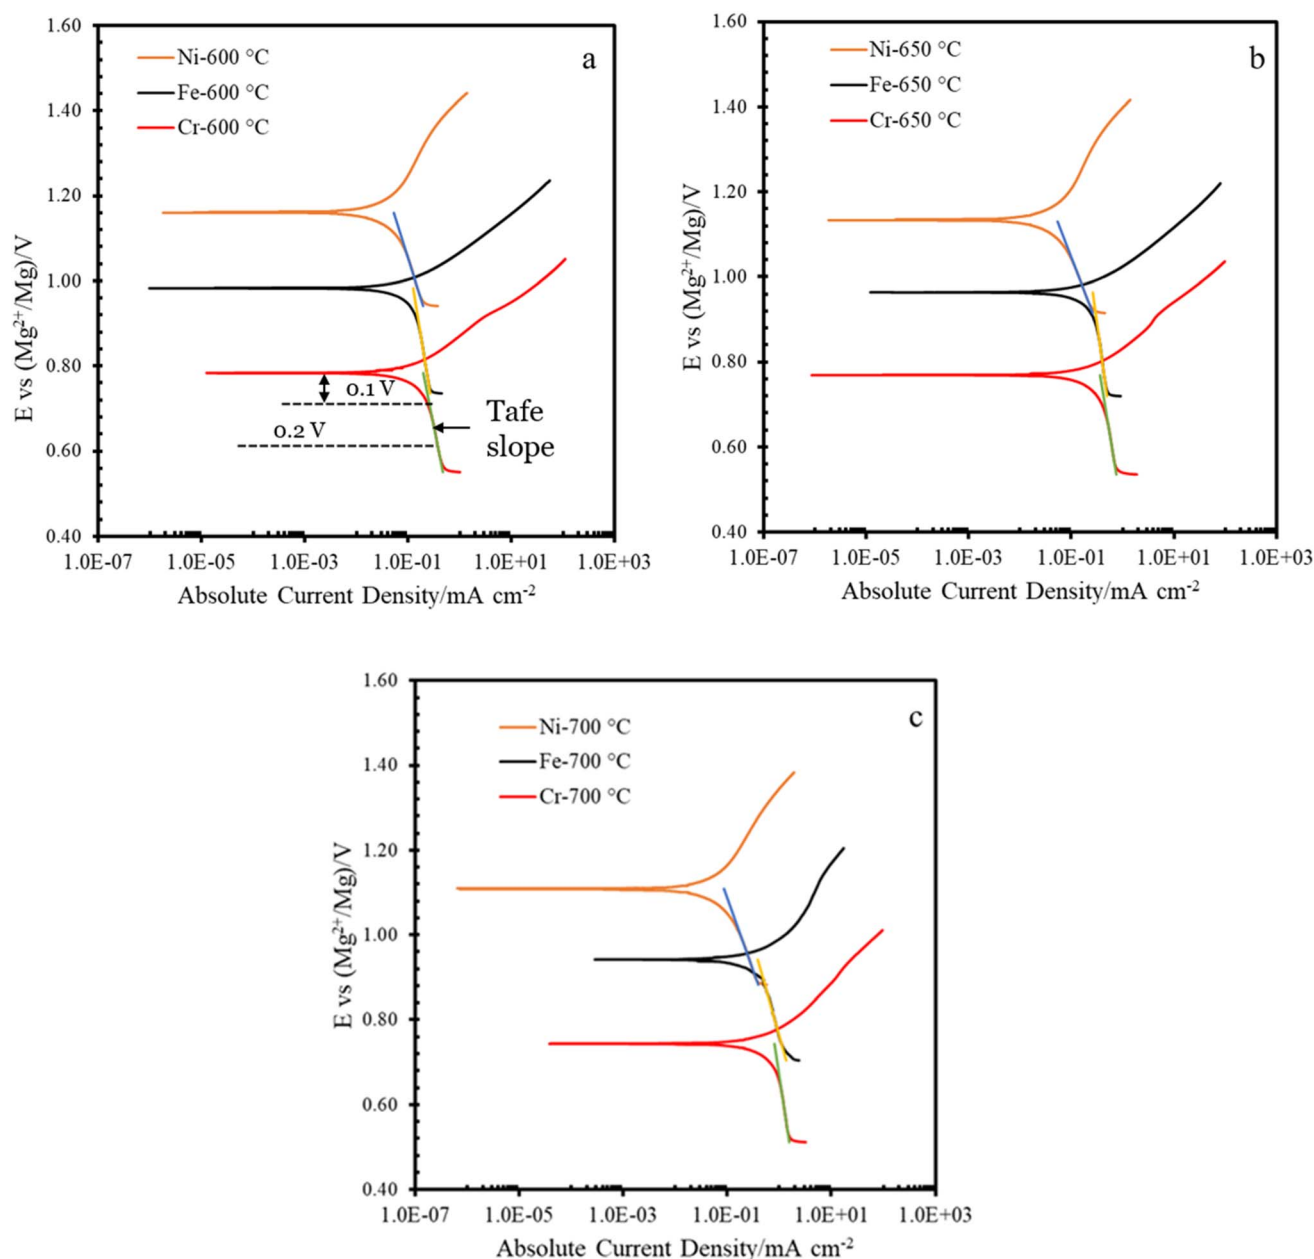 a
Ni-600 °C
Fe-600 °C
Cr-600 °C
E vs (Mg²⁺/Mg)/V
1.60
1.40
1.20
1.00
0.80
0.60
0.40
0.1 V
0.2 V
Tafe
slope
1.0E-07 1.0E-05 1.0E-03 1.0E-01 1.0E+01 1.0E+03
Absolute Current Density/mA cm⁻²
b
Ni-650 °C
Fe-650 °C
Cr-650 °C
E vs (Mg²⁺/Mg)/V
1.60
1.40
1.20
1.00
0.80
0.60
0.40
1.0E-07 1.0E-05 1.0E-03 1.0E-01 1.0E+01 1.0E+03
Absolute Current Density/mA cm⁻²
c
Ni-700 °C
Fe-700 °C
Cr-700 °C
E vs (Mg²⁺/Mg)/V
1.60
1.40
1.20
1.00
0.80
0.60
0.40
1.0E-07 1.0E-05 1.0E-03 1.0E-01 1.0E+01 1.0E+03
Absolute Current Density/mA cm⁻²